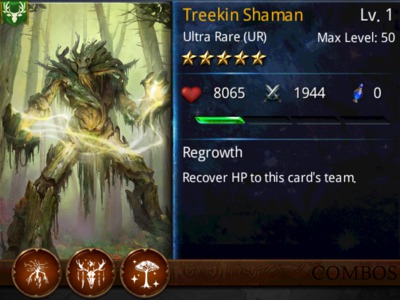 Treekin Shaman Lv. 1
Ultra Rare (UR) Max Level: 50
8065 1944 0
Regrowth
Recover HP to this card's team.
COMBOS